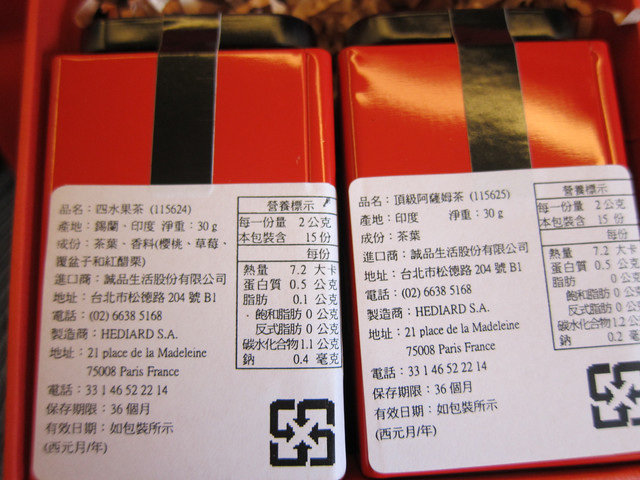 品名：四水果茶 (115624)
產地：錫蘭、印度 淨重：30 g
成份：茶葉、香料(櫻桃、草莓、
覆盆子和紅醋栗)
進口商：誠品生活股份有限公司
地址：台北市松德路 204 號 B1
電話：(02) 6638 5168
製造商：HEDIARD S.A.
地址：21 place de la Madeleine
75008 Paris France
電話：33 1 46 52 22 14
保存期限：36 個月
有效日期：如包裝所示
(西元月/年)
營養標示
每一份量 2 公克
本包裝含 15 份
每份
熱量 7.2 大卡
蛋白質 0.5 公克
脂肪 0.1 公克
飽和脂肪 0 公克
反式脂肪 0 公克
碳水化合物 1.1 公克
鈉 0.4 毫克
品名：頂級阿薩姆茶 (115625)
產地：印度 淨重：30 g
成份：茶葉
進口商：誠品生活股份有限公司
地址：台北市松德路 204 號 B1
電話：(02) 6638 5168
製造商：HEDIARD S.A.
地址：21 place de la Madeleine
75008 Paris France
電話：33 1 46 52 22 14
保存期限：36 個月
有效日期：如包裝所示
(西元月/年)
營養標示
每一份量 2 公克
本包裝含 15 份
每份
熱量 7.2 大卡
蛋白質 0.5 公克
脂肪 0 公克
飽和脂肪 0 公克
反式脂肪 0 公克
碳水化合物 1.2 公克
鈉 0.2 毫